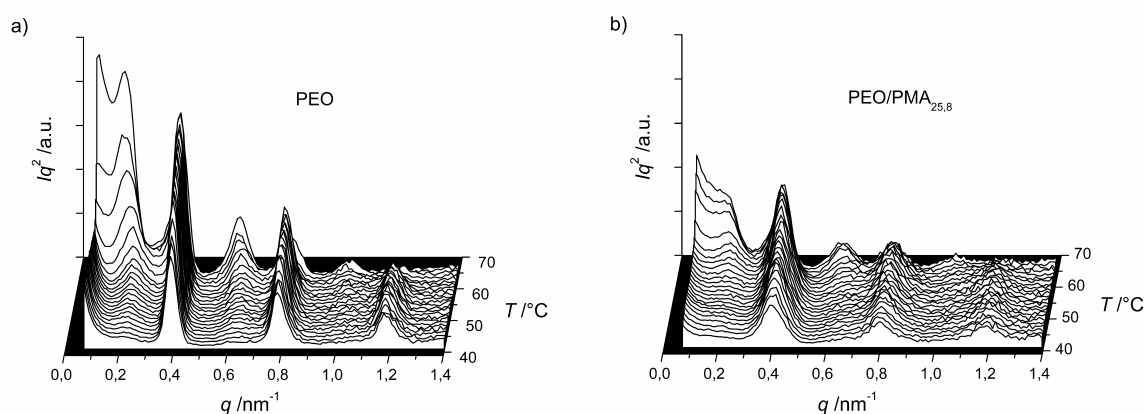 a)
PEO
Iq² /a.u.
70
60
50
40
T /°C
0,0 0,2 0,4 0,6 0,8 1,0 1,2 1,4
q /nm⁻¹
b)
PEO/PMA₂₅,₈
Iq² /a.u.
70
60
50
40
T /°C
0,0 0,2 0,4 0,6 0,8 1,0 1,2 1,4
q /nm⁻¹